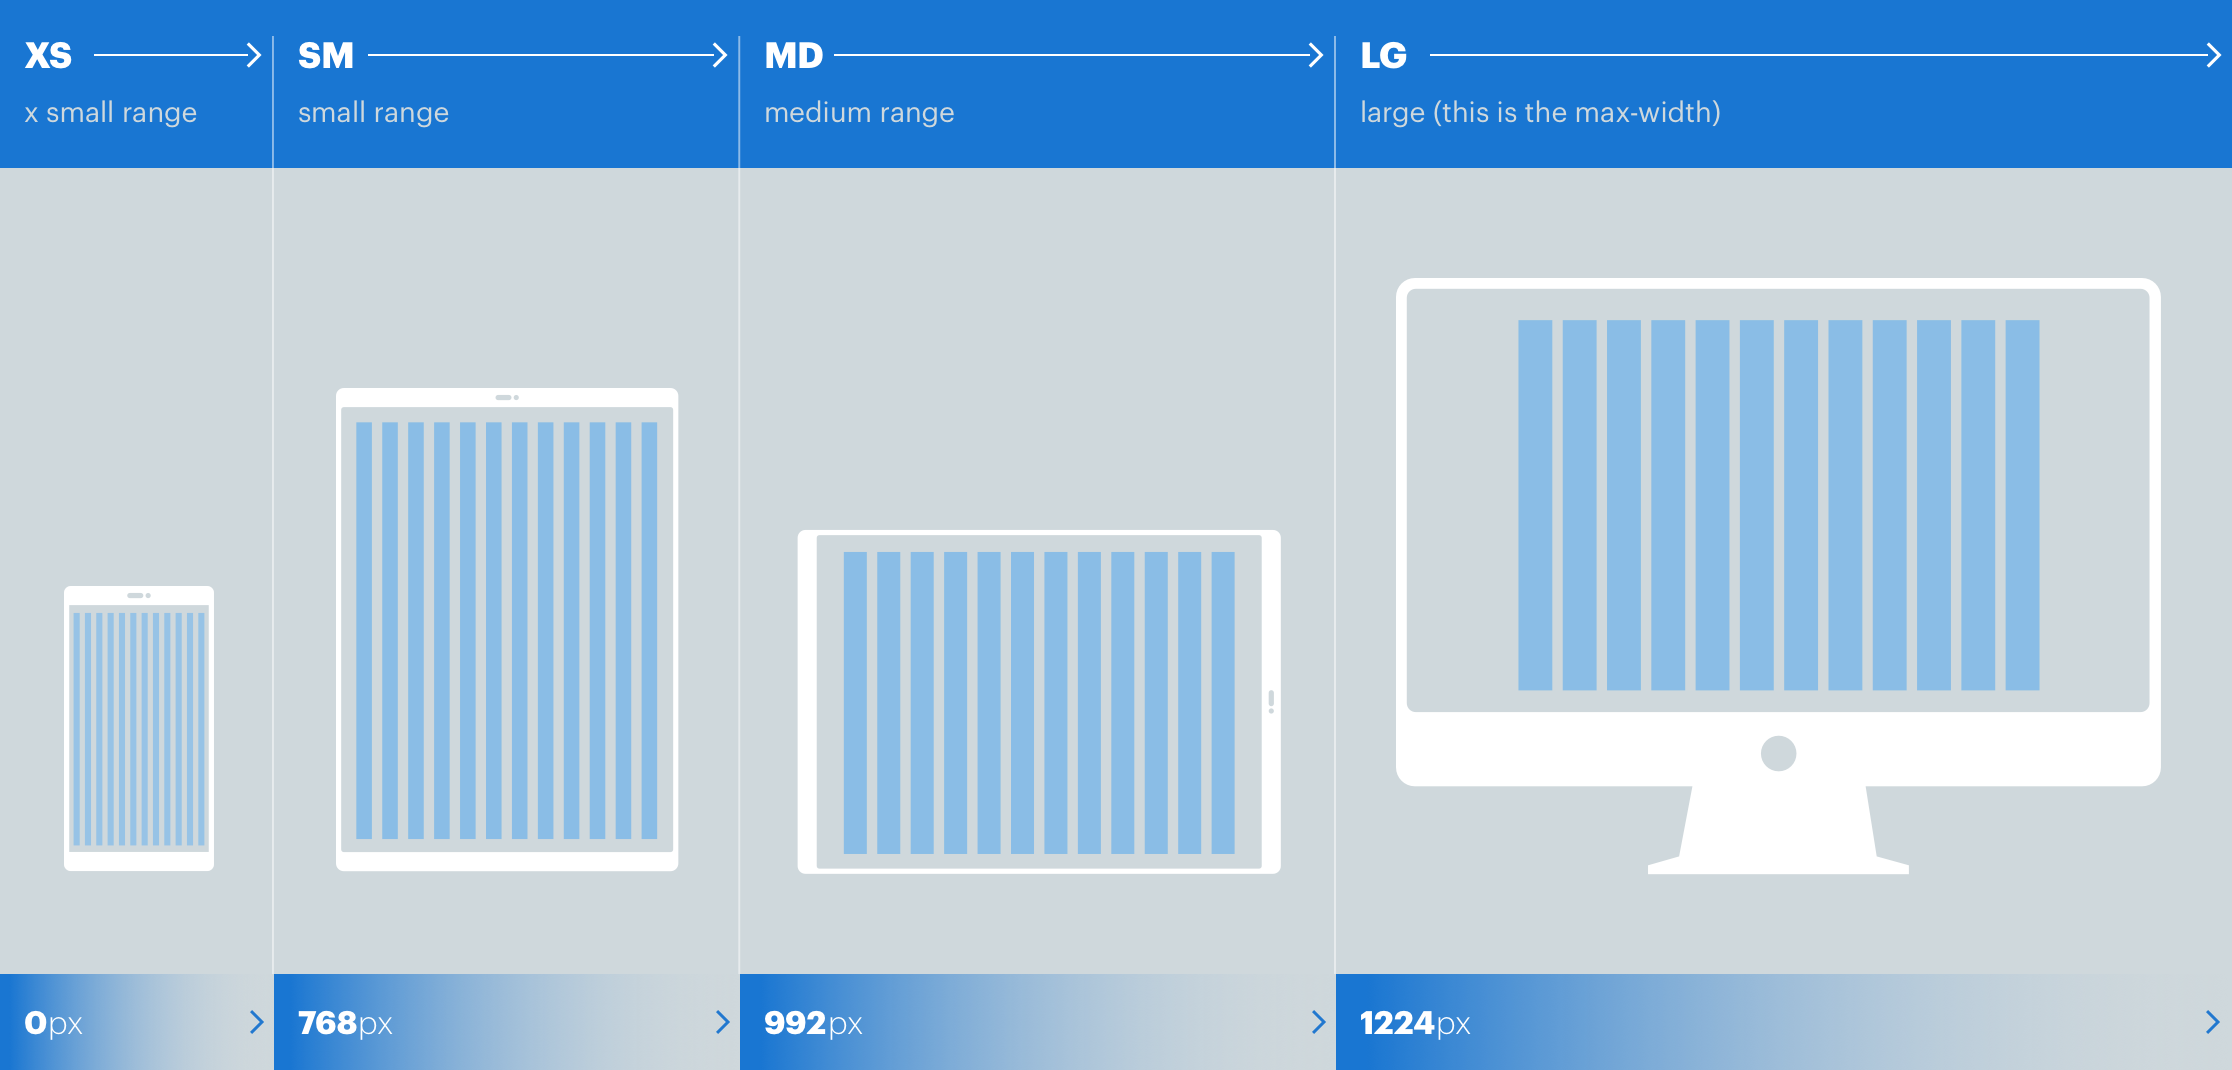 XS
x small range
SM
small range
MD
medium range
LG
large (this is the max-width)
0px
768px
992px
1224px